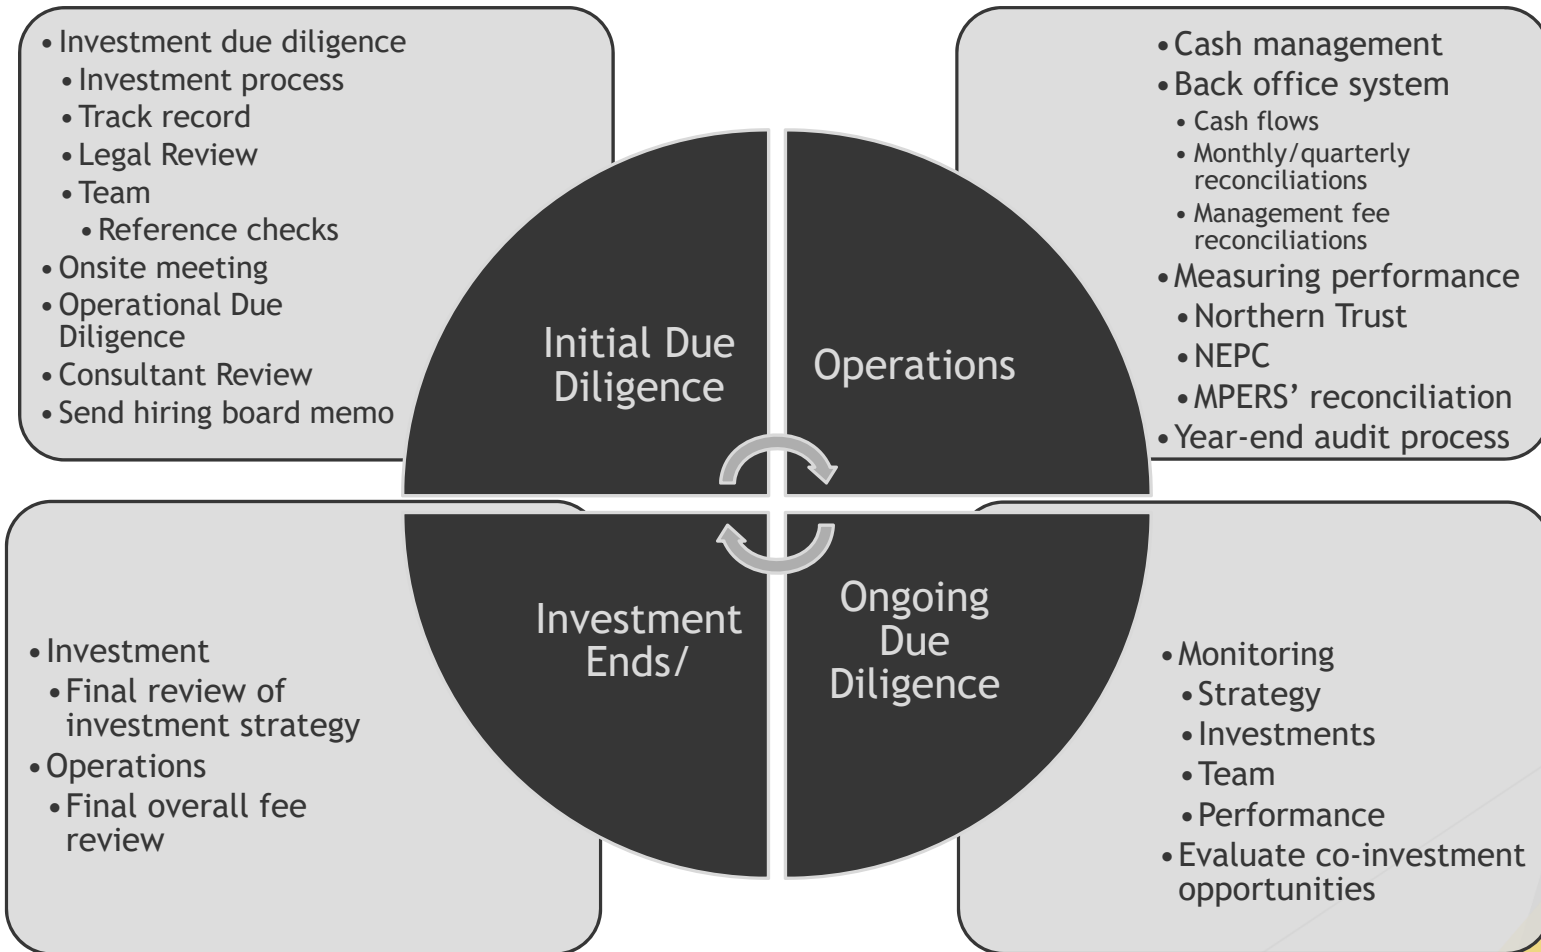 • Investment due diligence
• Investment process
• Track record
• Legal Review
• Team
• Reference checks
• Onsite meeting
• Operational Due
Diligence
• Consultant Review
• Send hiring board memo
• Cash management
• Back office system
• Cash flows
• Monthly/quarterly
reconciliations
• Management fee
reconciliations
• Measuring performance
• Northern Trust
• NEPC
• MPERS’ reconciliation
• Year-end audit process
Initial Due
Diligence
Operations
Investment
Ends/
Ongoing
Due
Diligence
• Investment
• Final review of
investment strategy
• Operations
• Final overall fee
review
• Monitoring
• Strategy
• Investments
• Team
• Performance
• Evaluate co-investment
opportunities